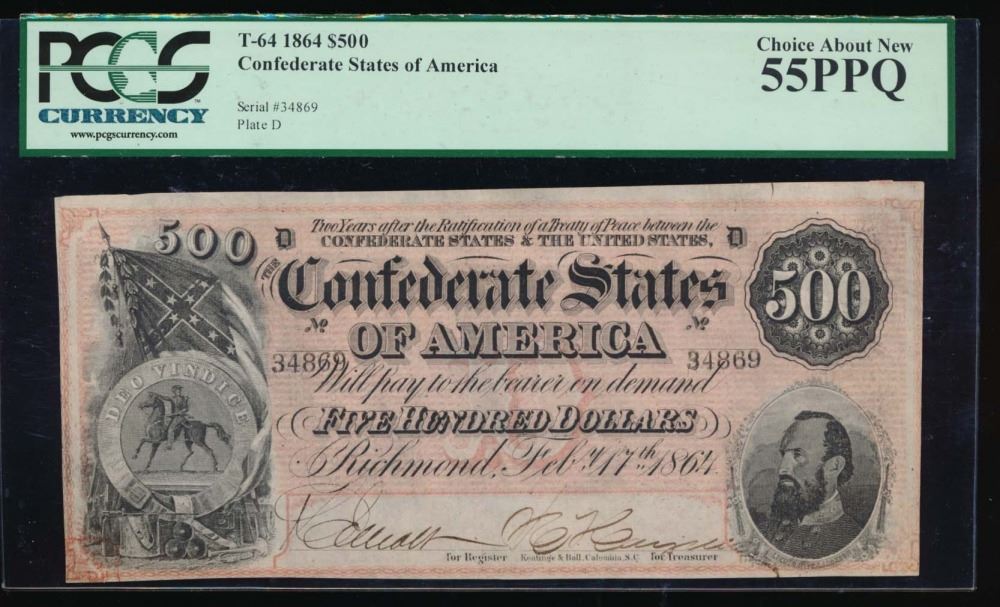 PCGS
CURRENCY
™
www.pcgscurrency.com
T-64 1864 $500
Confederate States of America
Serial #34869
Plate D
Choice About New
55PPQ
500 D Two Years after the Ratification of a Treaty of Peace between the D
CONFEDERATE STATES & THE UNITED STATES,
THE
Confederate States
500
No OF AMERICA No
34869 34869
DEO VINDICE
Will pay to the bearer on demand
FIVE HUNDRED DOLLARS
Richmond, Feby 17th 1864.
for Register Keatinge & Ball, Columbia, S.C. for Treasurer